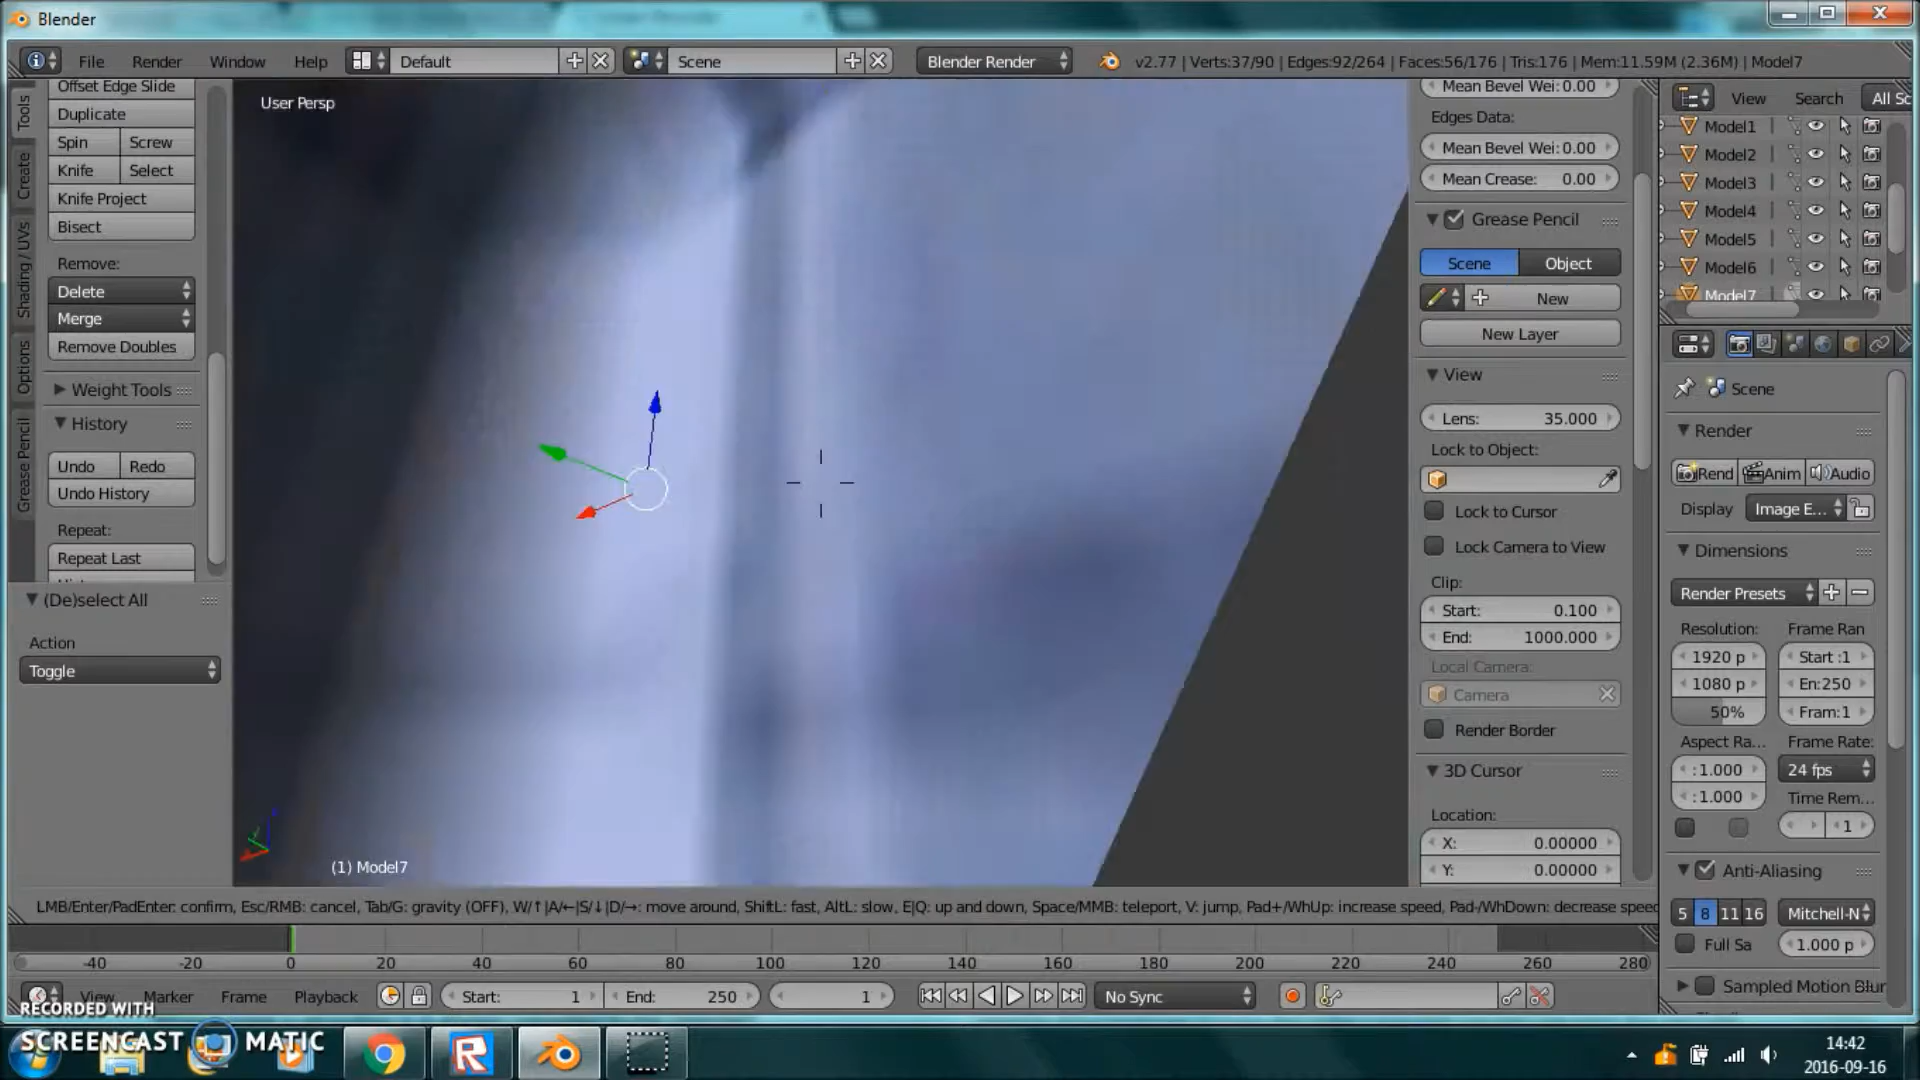 Blender
File Render Window Help Default Scene Blender Render v2.77 | Verts:37/90 | Edges:92/264 | Faces:56/176 | Tris:176 | Mem:11.59M (2.36M) | Model7
Tools
Create
Shading / UVs
Options
Grease Pencil
Offset Edge Slide
Duplicate
Spin Screw
Knife Select
Knife Project
Bisect
Remove:
Delete
Merge
Remove Doubles
Weight Tools
History
Undo Redo
Undo History
Repeat:
Repeat Last
(De)select All
Action
Toggle
User Persp
(1) Model7
Mean Bevel Wei: 0.00
Edges Data:
Mean Bevel Wei: 0.00
Mean Crease: 0.00
Grease Pencil
Scene Object
New
New Layer
View
Lens: 35.000
Lock to Object:
Lock to Cursor
Lock Camera to View
Clip:
Start: 0.100
End: 1000.000
Local Camera:
Camera
Render Border
3D Cursor
Location:
X: 0.00000
Y: 0.00000
View Search All Sc
Model1
Model2
Model3
Model4
Model5
Model6
Model7
Scene
Render
Rend Anim Audio
Display Image E...
Dimensions
Render Presets
Resolution: Frame Ran
1920 p Start :1
1080 p En:250
50% Fram:1
Aspect Ra... Frame Rate:
:1.000 24 fps
:1.000 Time Rem...
1
Anti-Aliasing
5 8 11 16 Mitchell-N
Full Sa 1.000 p
Sampled Motion Blur
LMB/Enter/PadEnter: confirm, Esc/RMB: cancel, Tab/G: gravity (OFF), W/↑|A/←|S/↓|D/→: move around, ShiftL: fast, AltL: slow, E|Q: up and down, Space/MMB: teleport, V: jump, Pad+/WhUp: increase speed, Pad-/WhDown: decrease speed
-40 -20 0 20 40 60 80 100 120 140 160 180 200 220 240 260 280
View Marker Frame Playback Start: 1 End: 250 1 No Sync
RECORDED WITH
SCREENCAST MATIC
14:42
2016-09-16